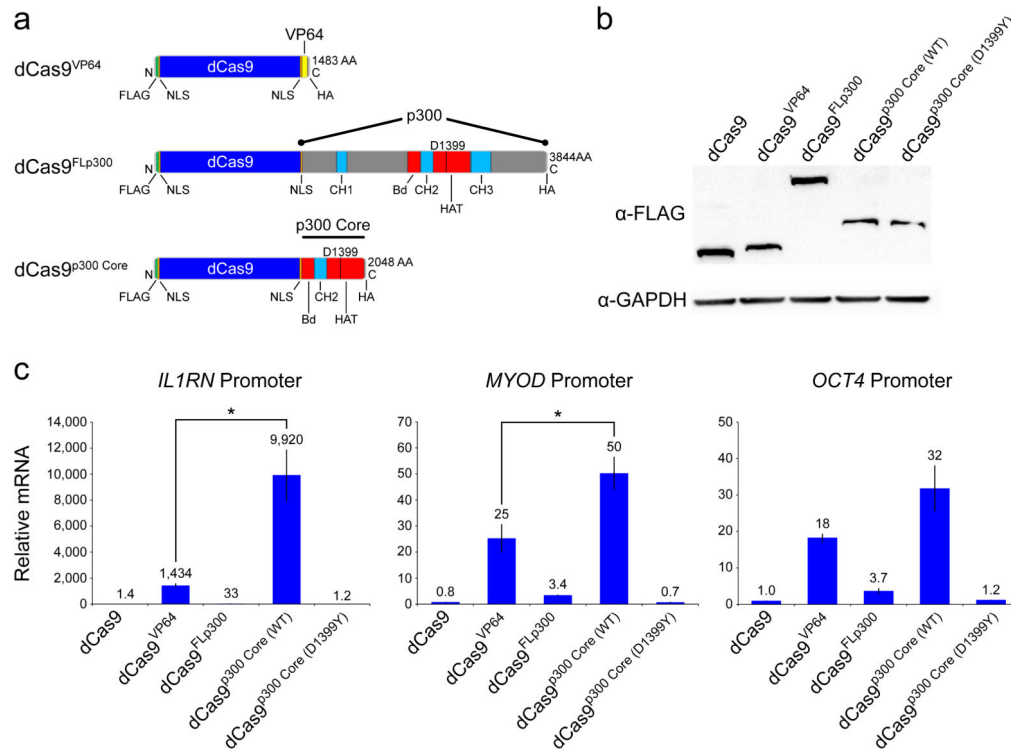 a
VP64
dCas9VP64
dCas9
1483 AA
N
C
FLAG
NLS
NLS
HA
p300
dCas9FLp300
dCas9
D1399
3844AA
N
C
FLAG
NLS
NLS
CH1
Bd
CH2
CH3
HA
HAT
p300 Core
dCas9p300 Core
dCas9
D1399
2048 AA
N
C
FLAG
NLS
NLS
CH2
HA
Bd
HAT
b
dCas9
dCas9VP64
dCas9FLp300
dCas9p300 Core (WT)
dCas9p300 Core (D1399Y)
α-FLAG
α-GAPDH
c
IL1RN Promoter
Relative mRNA
14,000
12,000
10,000
8,000
6,000
4,000
2,000
0
*
1.4
1,434
33
9,920
1.2
dCas9
dCas9VP64
dCas9FLp300
dCas9p300 Core (WT)
dCas9p300 Core (D1399Y)
MYOD Promoter
70
60
50
40
30
20
10
0
*
0.8
25
3.4
50
0.7
dCas9
dCas9VP64
dCas9FLp300
dCas9p300 Core (WT)
dCas9p300 Core (D1399Y)
OCT4 Promoter
50
40
30
20
10
0
1.0
18
3.7
32
1.2
dCas9
dCas9VP64
dCas9FLp300
dCas9p300 Core (WT)
dCas9p300 Core (D1399Y)